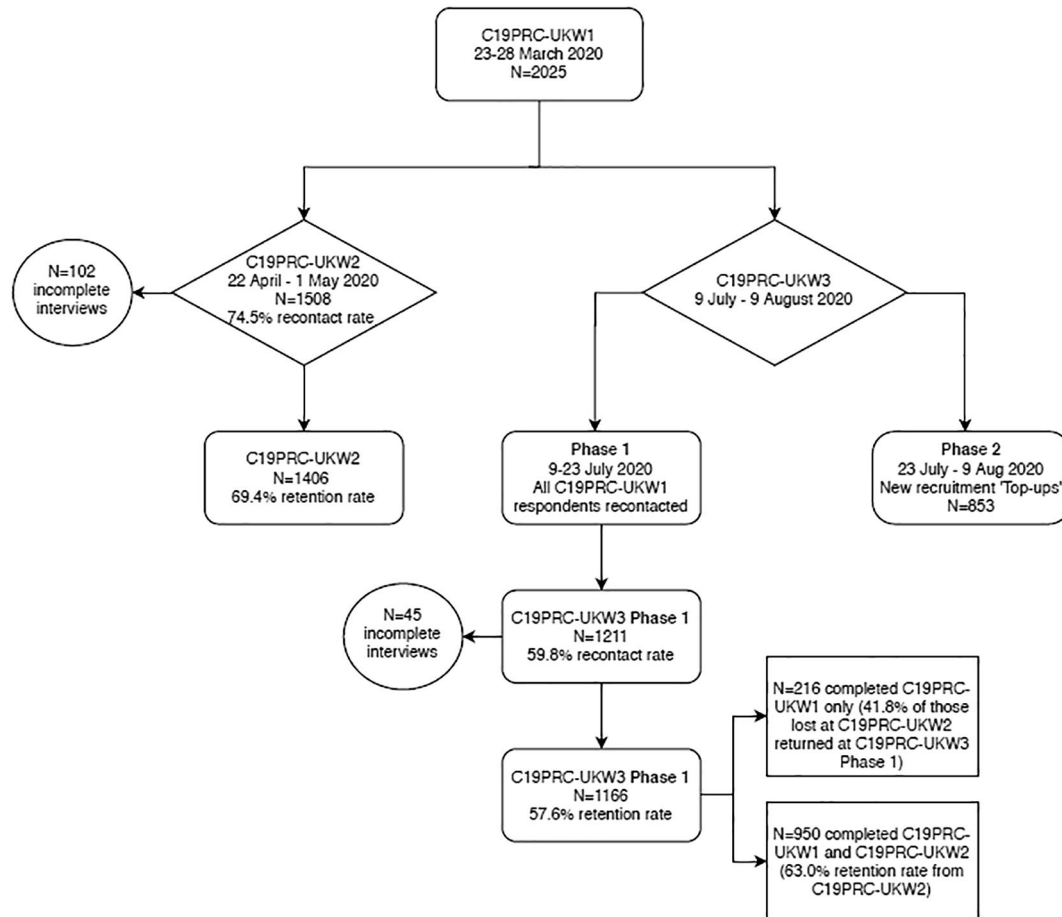 C19PRC-UKW1
23-28 March 2020
N=2025
N=102
incomplete
interviews
C19PRC-UKW2
22 April - 1 May 2020
N=1508
74.5% recontact rate
C19PRC-UKW3
9 July - 9 August 2020
C19PRC-UKW2
N=1406
69.4% retention rate
Phase 1
9-23 July 2020
All C19PRC-UKW1
respondents recontacted
Phase 2
23 July - 9 Aug 2020
New recruitment 'Top-ups'
N=853
N=45
incomplete
interviews
C19PRC-UKW3 Phase 1
N=1211
59.8% recontact rate
C19PRC-UKW3 Phase 1
N=1166
57.6% retention rate
N=216 completed C19PRC-
UKW1 only (41.8% of those
lost at C19PRC-UKW2
returned at C19PRC-UKW3
Phase 1)
N=950 completed C19PRC-
UKW1 and C19PRC-UKW2
(63.0% retention rate from
C19PRC-UKW2)